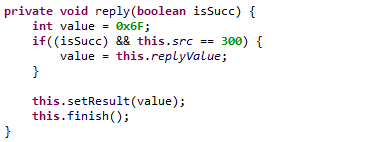 private void reply(boolean isSucc) {
    int value = 0x6F;
    if((isSucc) && this.src == 300) {
        value = this.replyValue;
    }

    this.setResult(value);
    this.finish();
}